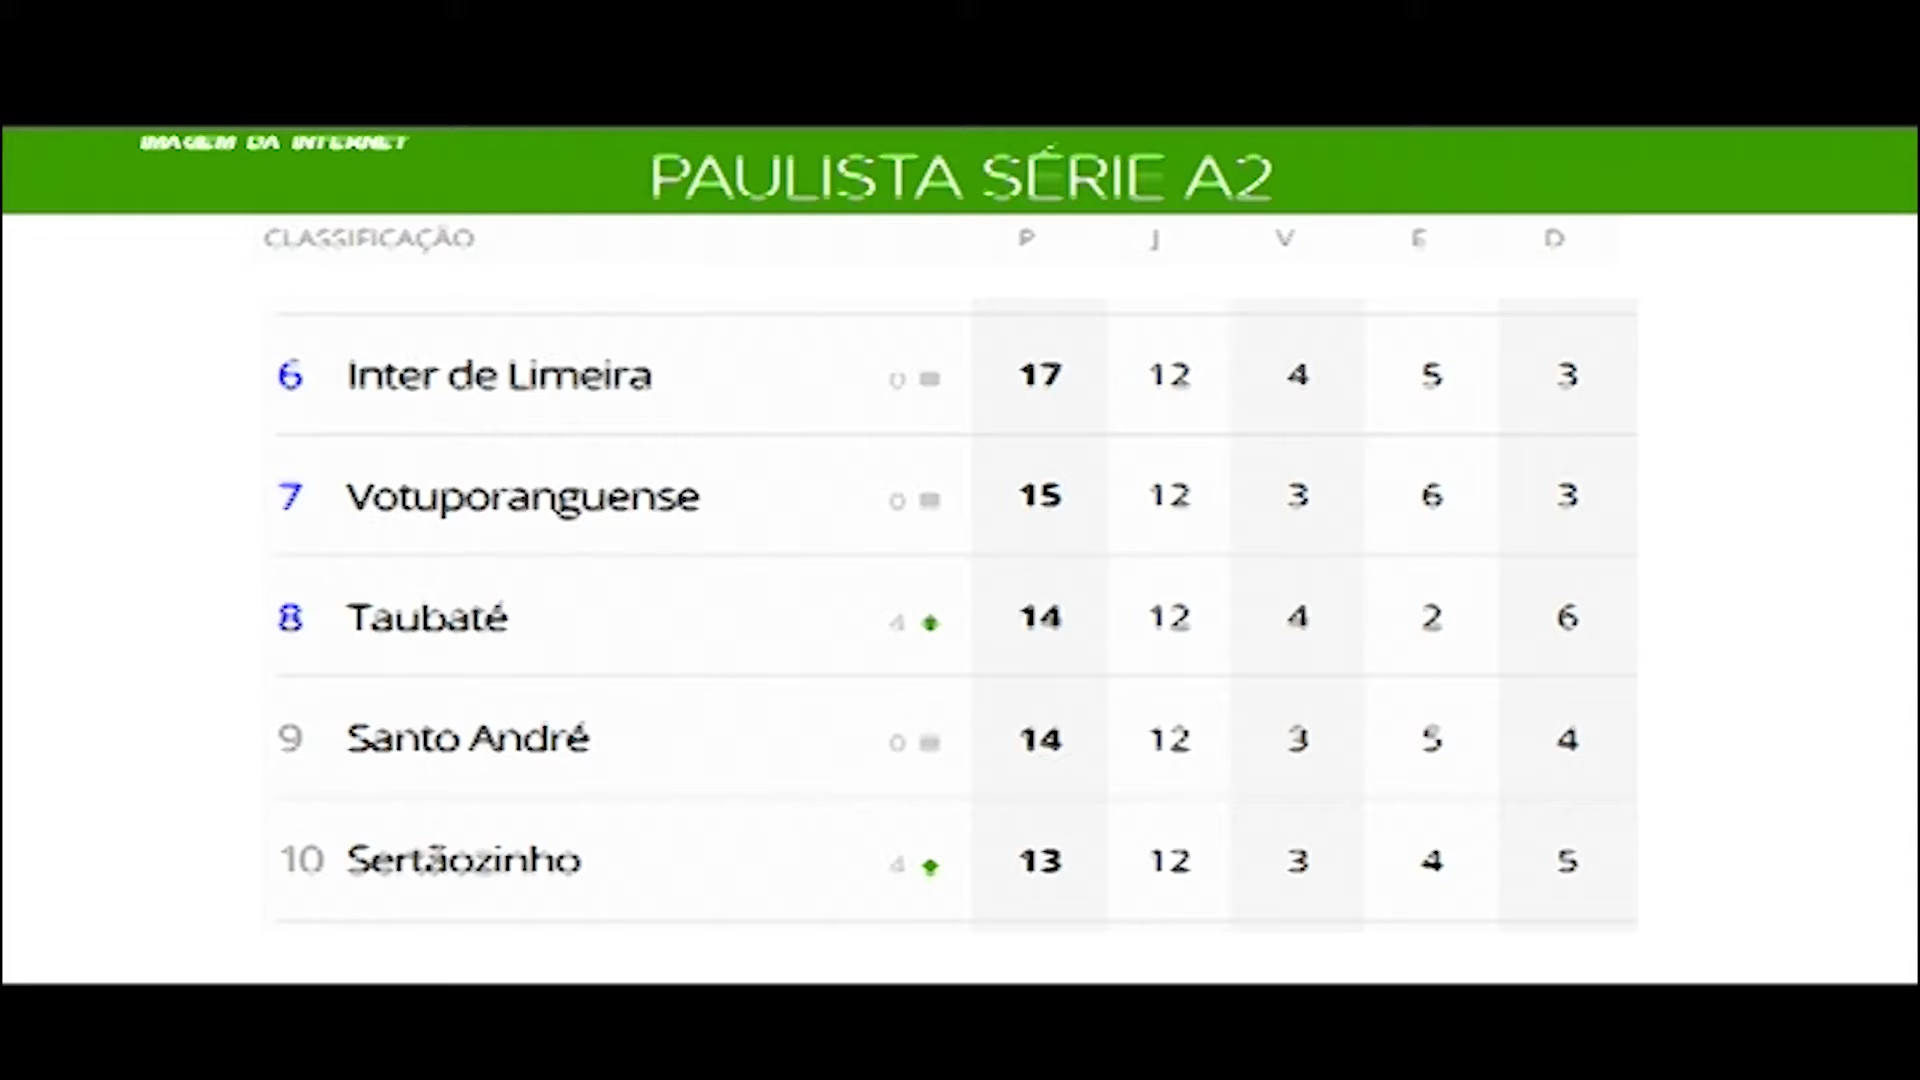 IMAGEM DA INTERNET
PAULISTA SÉRIE A2
CLASSIFICAÇÃO P J V E D
6 Inter de Limeira 0 17 12 4 5 3
7 Votuporanguense 0 15 12 3 6 3
8 Taubaté 4 14 12 4 2 6
9 Santo André 0 14 12 3 5 4
10 Sertãozinho 4 13 12 3 4 5